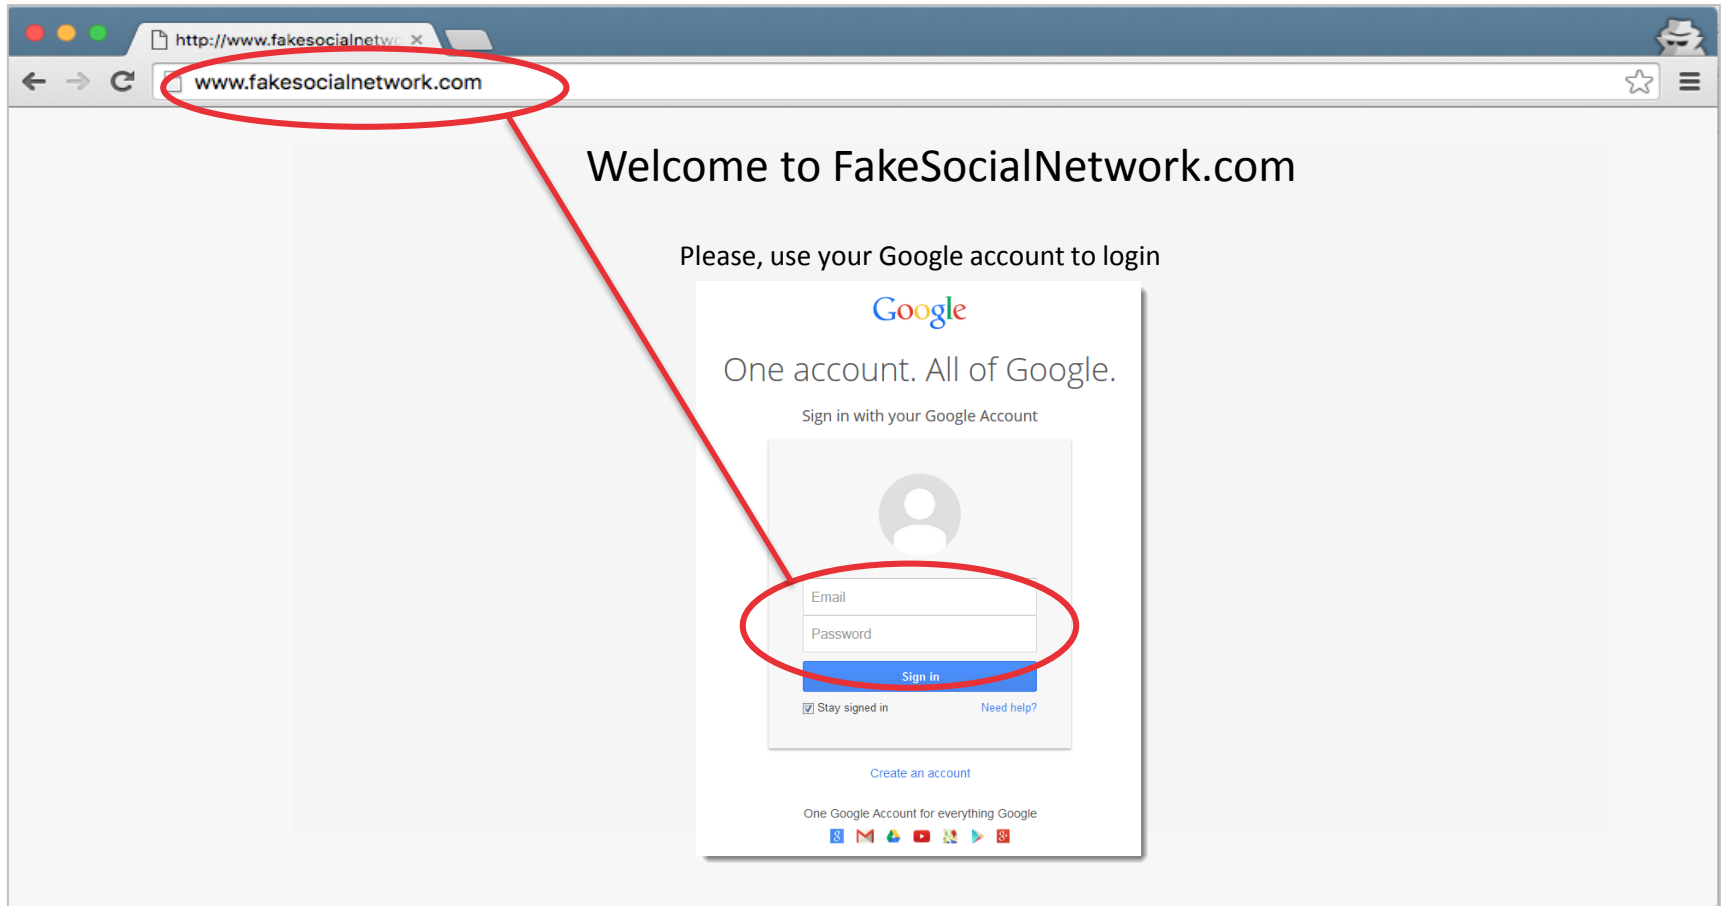 http://www.fakesocialnetwo
www.fakesocialnetwork.com
Welcome to FakeSocialNetwork.com
Please, use your Google account to login
Google
One account. All of Google.
Sign in with your Google Account
Email
Password
Sign in
Stay signed in
Need help?
Create an account
One Google Account for everything Google